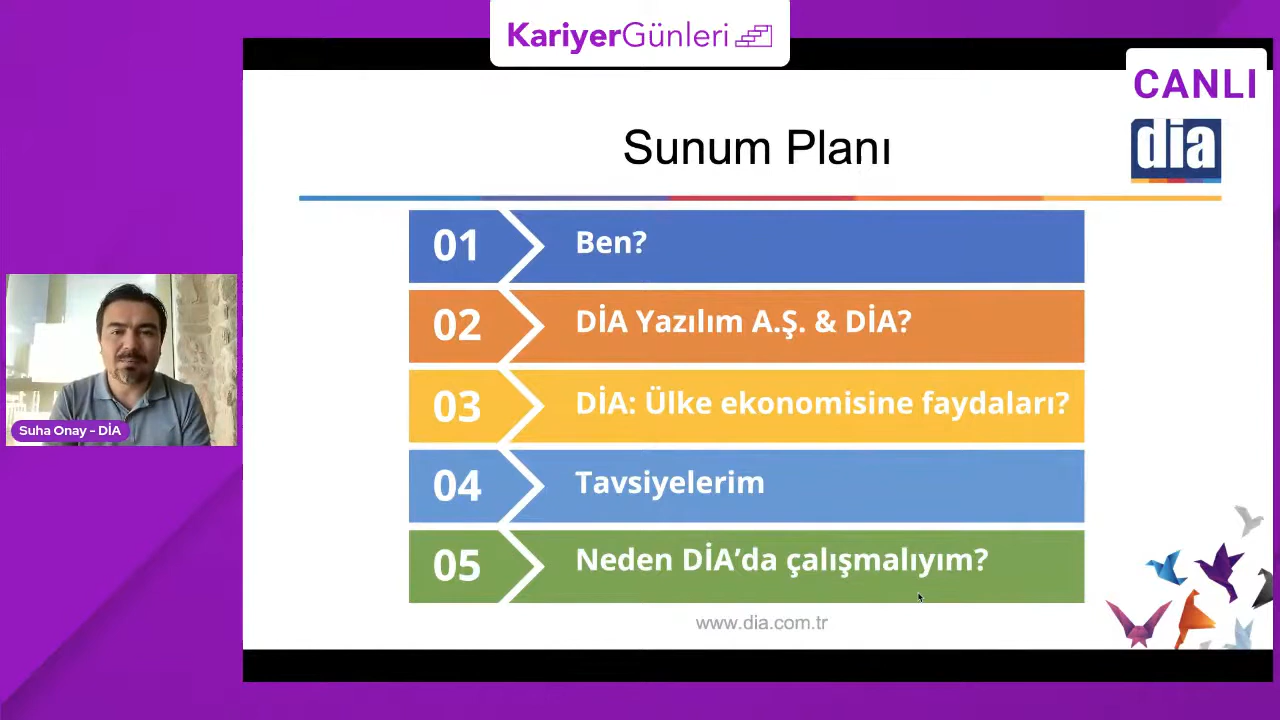 KariyerGünleri
CANLI
dia
Sunum Planı
01 Ben?
02 DİA Yazılım A.Ş. & DİA?
03 DİA: Ülke ekonomisine faydaları?
04 Tavsiyelerim
05 Neden DİA’da çalışmalıyım?
www.dia.com.tr
Suha Onay - DİA